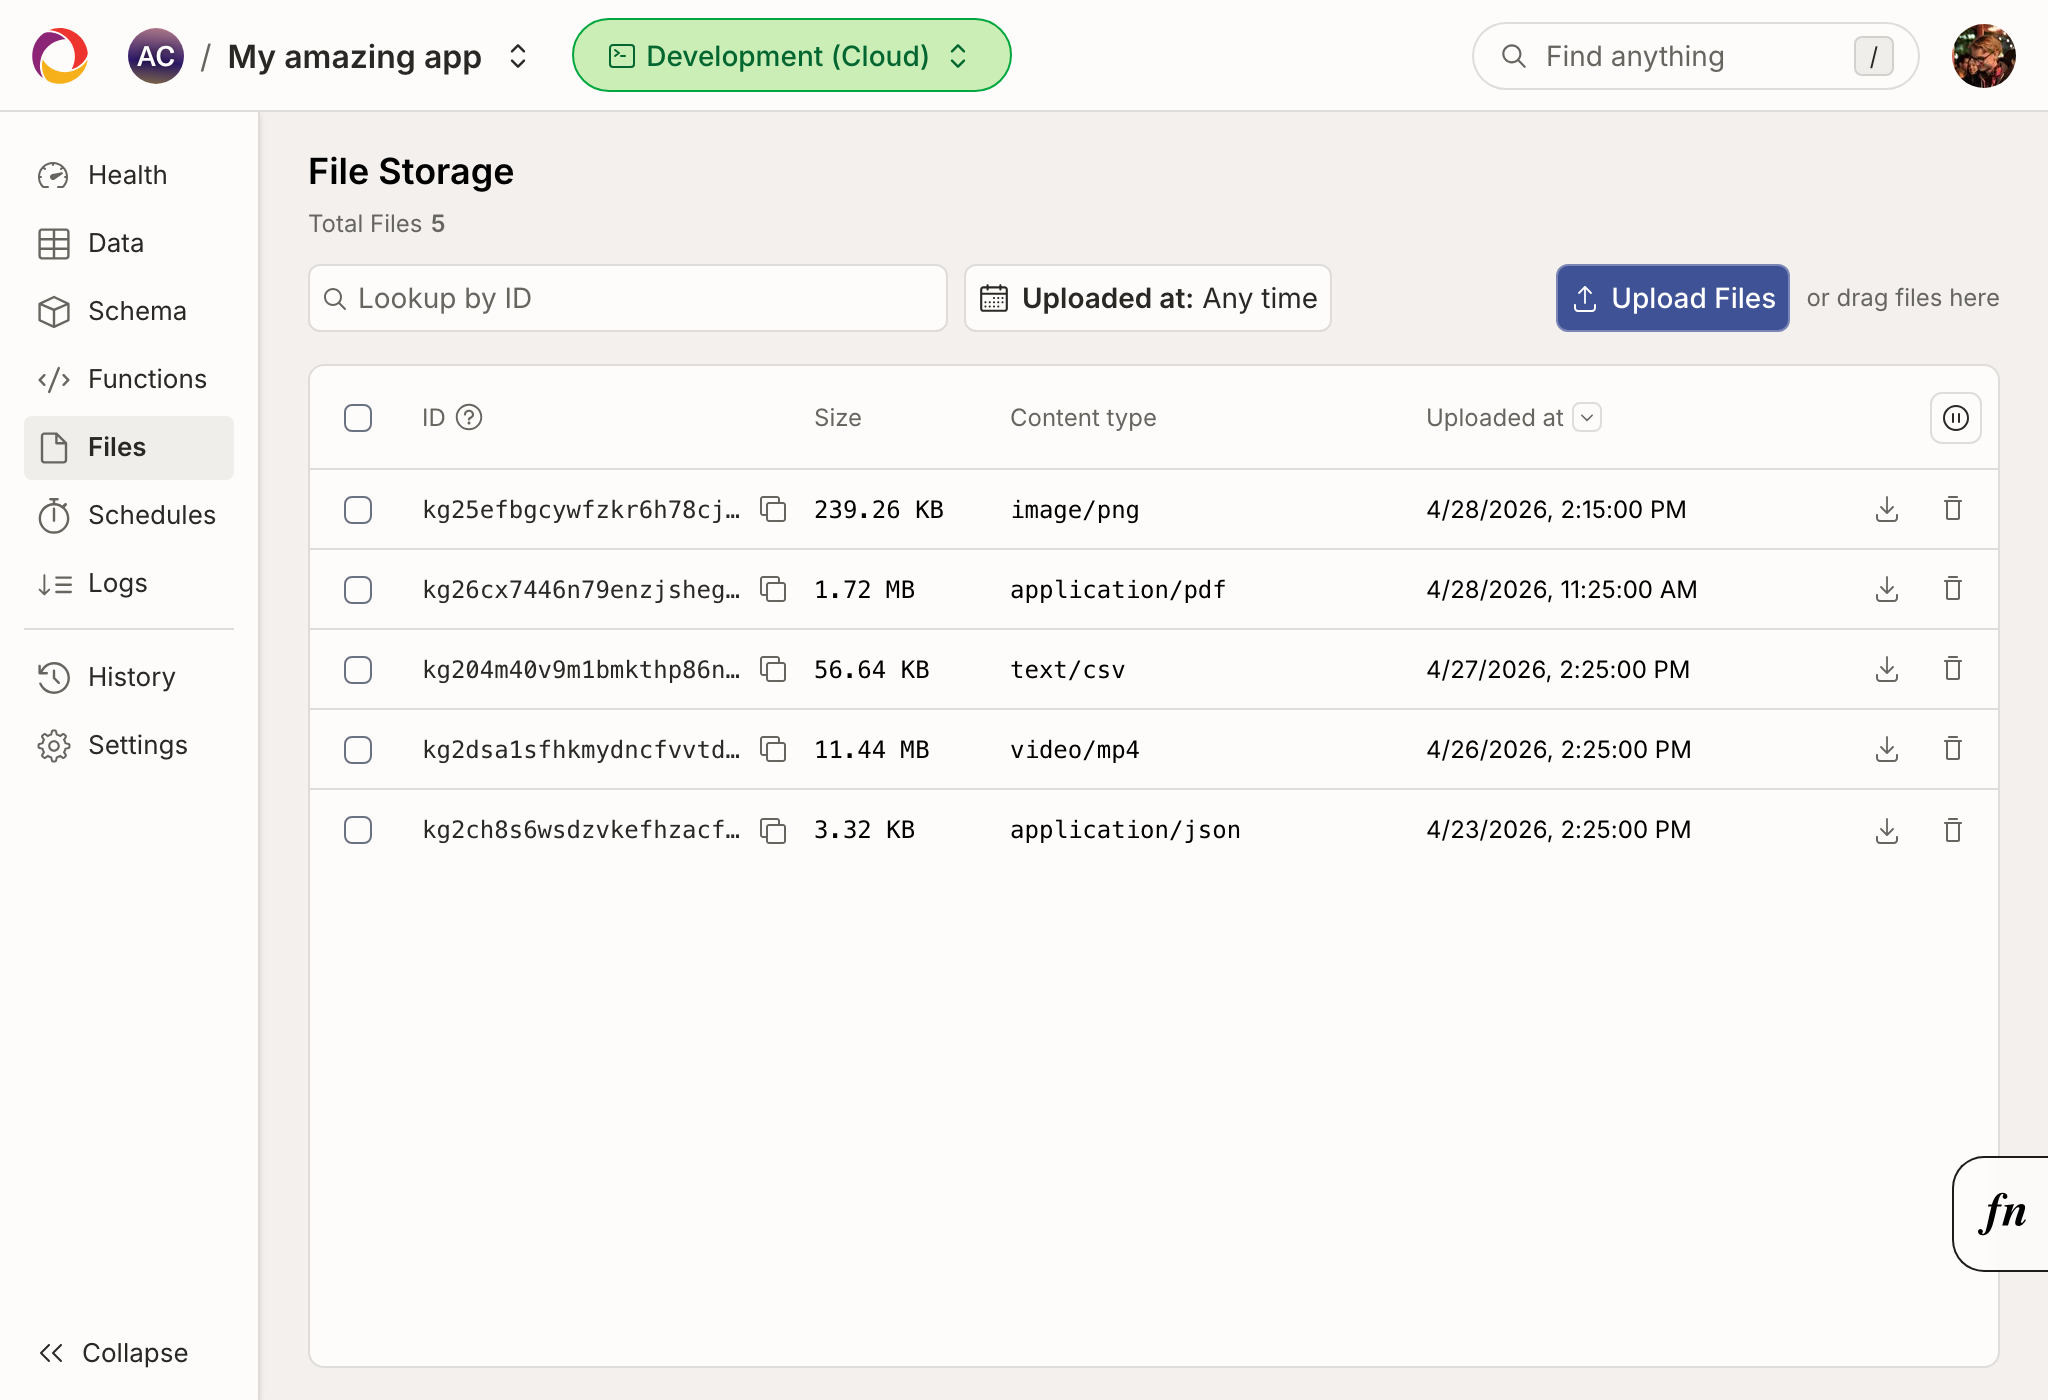 AC / My amazing app
Development (Cloud)
Find anything /
Health
Data
Schema
Functions
Files
Schedules
Logs
History
Settings
Collapse
File Storage
Total Files 5
Lookup by ID
Uploaded at: Any time
Upload Files or drag files here
ID Size Content type Uploaded at
kg25efbgcywfzkr6h78cj… 239.26 KB image/png 4/28/2026, 2:15:00 PM
kg26cx7446n79enzjsheg… 1.72 MB application/pdf 4/28/2026, 11:25:00 AM
kg204m40v9m1bmkthp86n… 56.64 KB text/csv 4/27/2026, 2:25:00 PM
kg2dsa1sfhkmydncfvvtd… 11.44 MB video/mp4 4/26/2026, 2:25:00 PM
kg2ch8s6wsdzvkefhzacf… 3.32 KB application/json 4/23/2026, 2:25:00 PM
fn